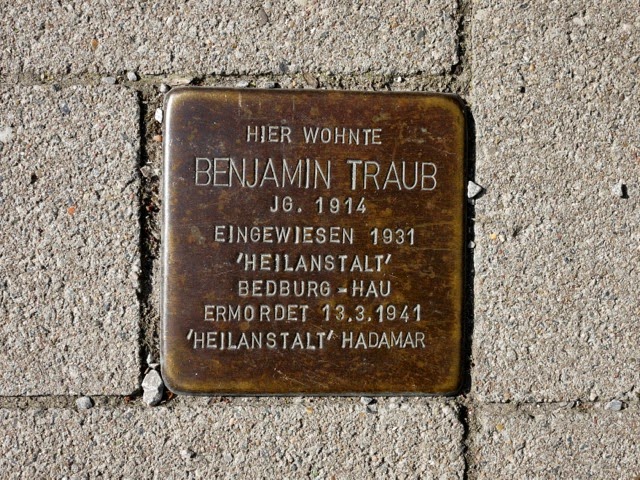 HIER WOHNTE
BENJAMIN TRAUB
JG. 1914
EINGEWIESEN 1931
'HEILANSTALT'
BEDBURG-HAU
ERMORDET 13.3.1941
'HEILANSTALT' HADAMAR